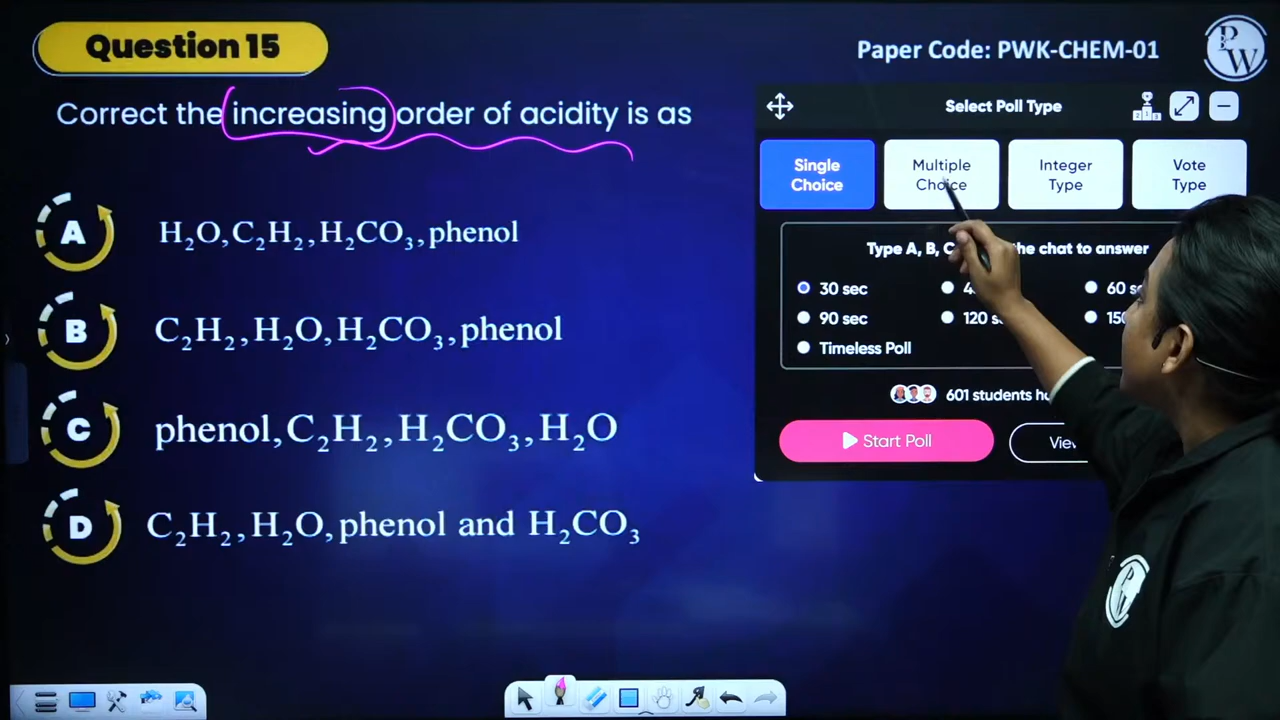 Question 15
Paper Code: PWK-CHEM-01
PW
Correct the increasing order of acidity is as
A H₂O, C₂H₂, H₂CO₃, phenol
B C₂H₂, H₂O, H₂CO₃, phenol
C phenol, C₂H₂, H₂CO₃, H₂O
D C₂H₂, H₂O, phenol and H₂CO₃
Select Poll Type
Single Choice
Multiple Choice
Integer Type
Vote Type
Type A, B, C the chat to answer
30 sec
60
90 sec
120
Timeless Poll
601 students
Start Poll